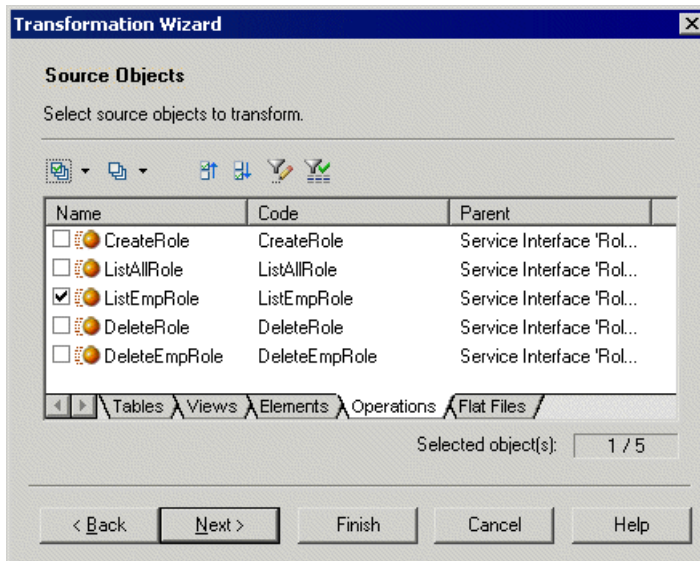 Transformation Wizard
Source Objects
Select source objects to transform.
Name Code Parent
CreateRole CreateRole Service Interface 'Rol...
ListAllRole ListAllRole Service Interface 'Rol...
ListEmpRole ListEmpRole Service Interface 'Rol...
DeleteRole DeleteRole Service Interface 'Rol...
DeleteEmpRole DeleteEmpRole Service Interface 'Rol...
Tables Views Elements Operations Flat Files
Selected object(s): 1 / 5
< Back Next > Finish Cancel Help